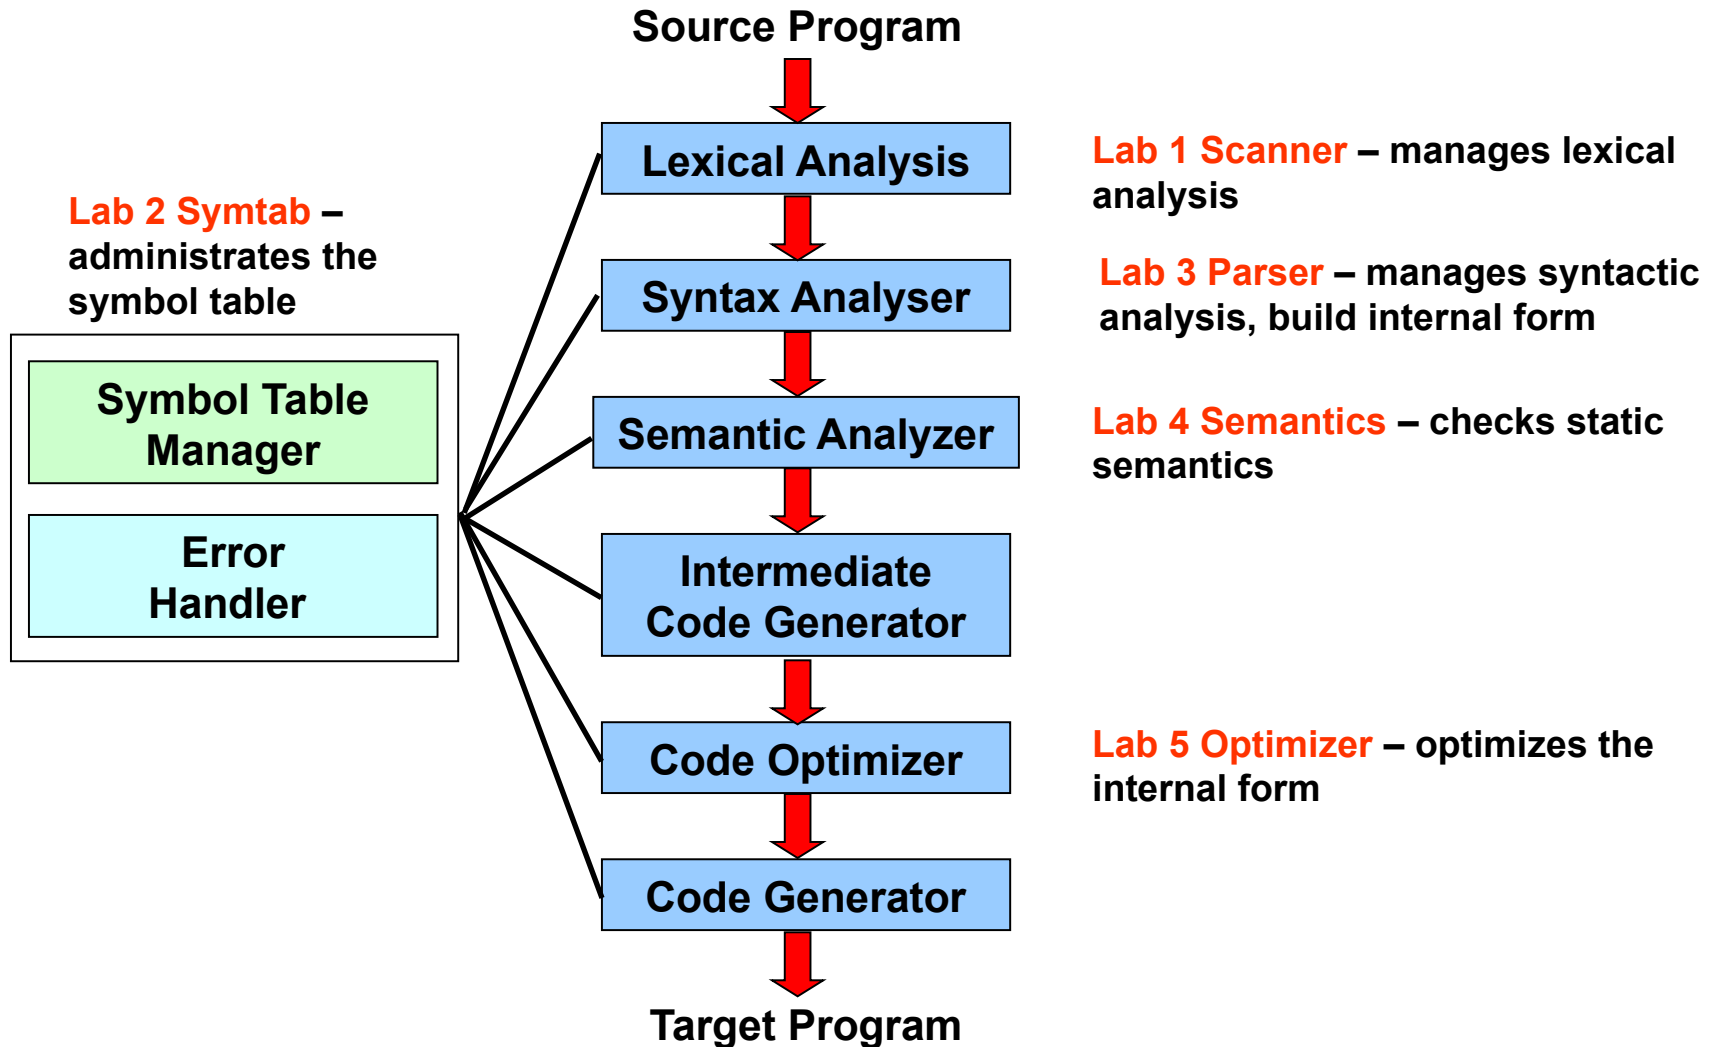 Source Program
Lexical Analysis
Lab 1 Scanner – manages lexical
analysis
Lab 2 Symtab –
administrates the
symbol table
Syntax Analyser
Lab 3 Parser – manages syntactic
analysis, build internal form
Symbol Table
Manager
Semantic Analyzer
Lab 4 Semantics – checks static
semantics
Error
Handler
Intermediate
Code Generator
Code Optimizer
Lab 5 Optimizer – optimizes the
internal form
Code Generator
Target Program